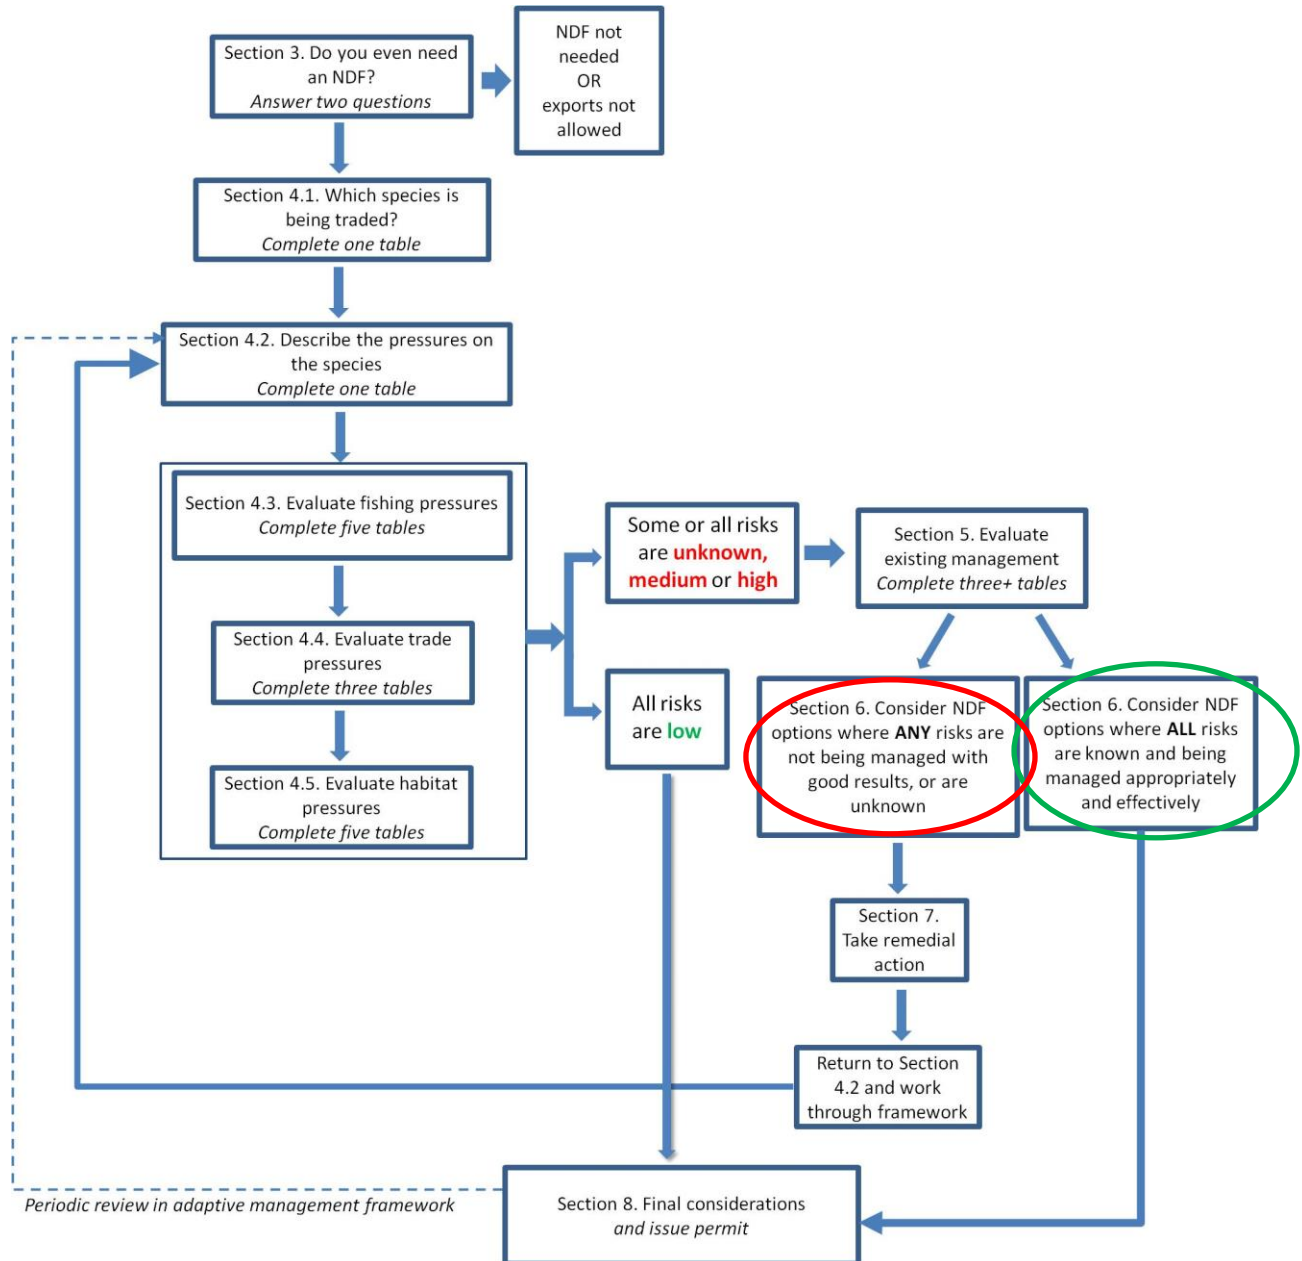 Section 3. Do you even need
an NDF?
Answer two questions
NDF not
needed
OR
exports not
allowed
Section 4.1. Which species is
being traded?
Complete one table
Section 4.2. Describe the pressures on
the species
Complete one table
Section 4.3. Evaluate fishing pressures
Complete five tables
Section 4.4. Evaluate trade
pressures
Complete three tables
Section 4.5. Evaluate habitat
pressures
Complete five tables
Some or all risks
are unknown,
medium or high
All risks
are low
Section 5. Evaluate
existing management
Complete three+ tables
Section 6. Consider NDF
options where ANY risks are
not being managed with
good results, or are
unknown
Section 6. Consider NDF
options where ALL risks
are known and being
managed appropriately
and effectively
Section 7.
Take remedial
action
Return to Section
4.2 and work
through framework
Periodic review in adaptive management framework
Section 8. Final considerations
and issue permit